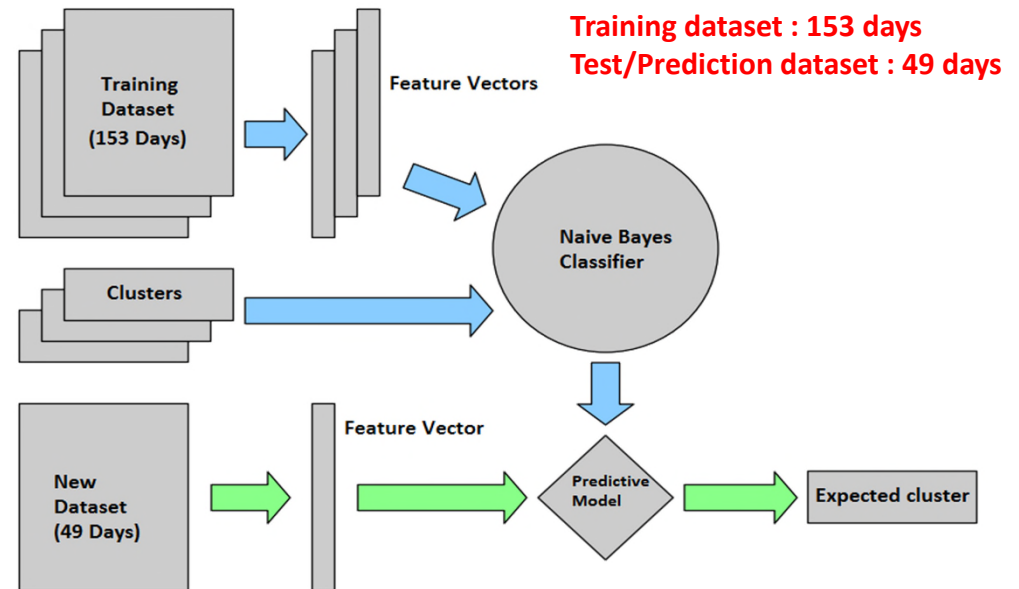 Training dataset : 153 days
Test/Prediction dataset : 49 days
Training
Dataset
(153 Days)
Feature Vectors
Naive Bayes
Classifier
Clusters
New
Dataset
(49 Days)
Feature Vector
Predictive
Model
Expected cluster